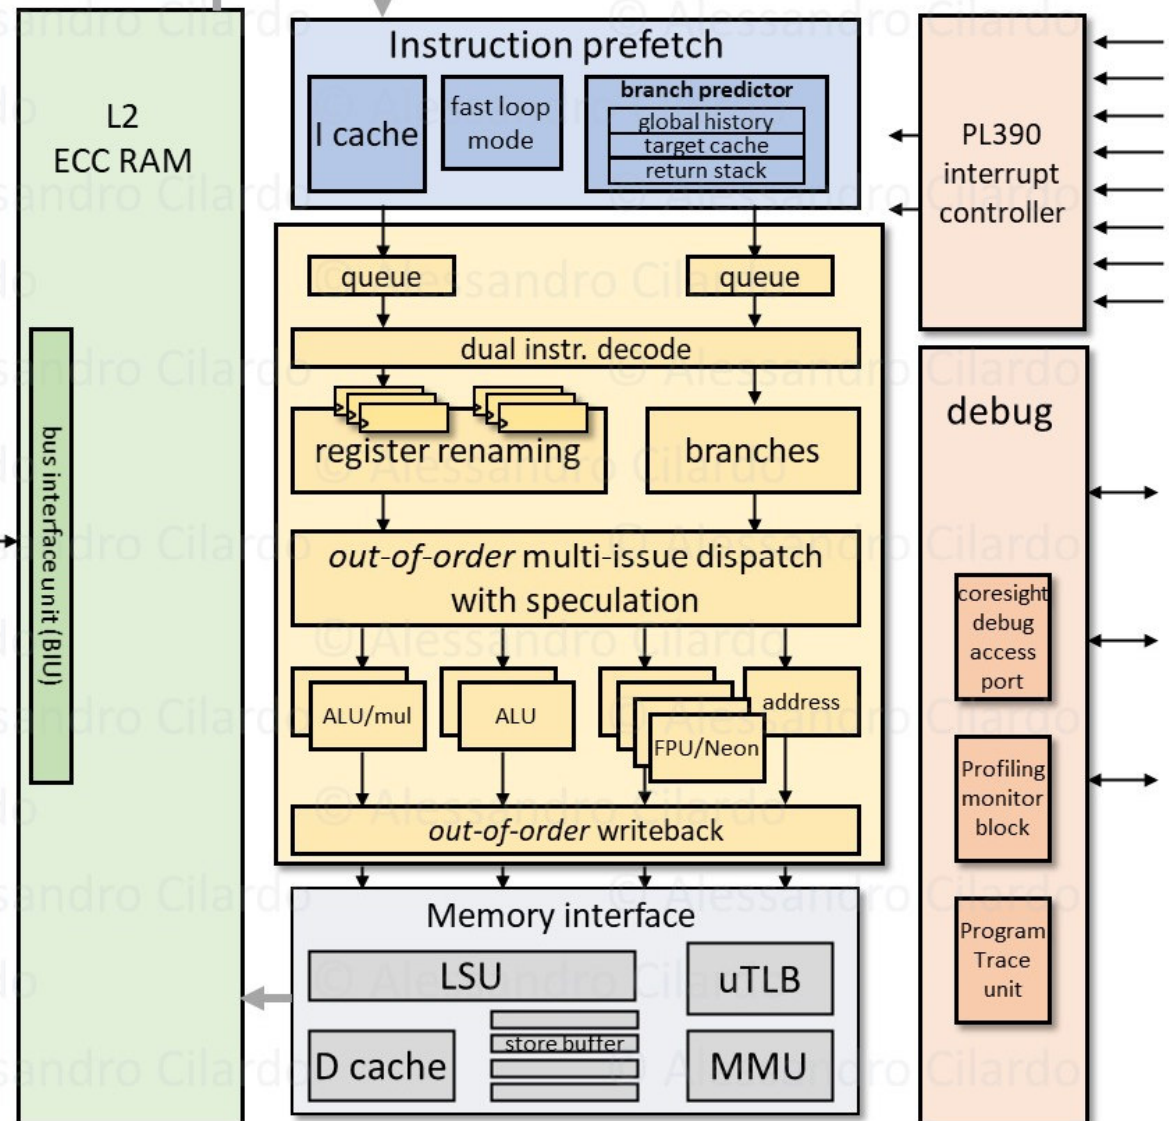 © Alessandro Cilardo
L2
ECC RAM
bus interface unit (BIU)
Instruction prefetch
I cache
fast loop
mode
branch predictor
global history
target cache
return stack
PL390
interrupt
controller
queue
queue
dual instr. decode
register renaming
branches
out-of-order multi-issue dispatch
with speculation
ALU/mul
ALU
FPU/Neon
address
out-of-order writeback
Memory interface
LSU
uTLB
store buffer
D cache
MMU
debug
coresight
debug
access
port
Profiling
monitor
block
Program
Trace
unit